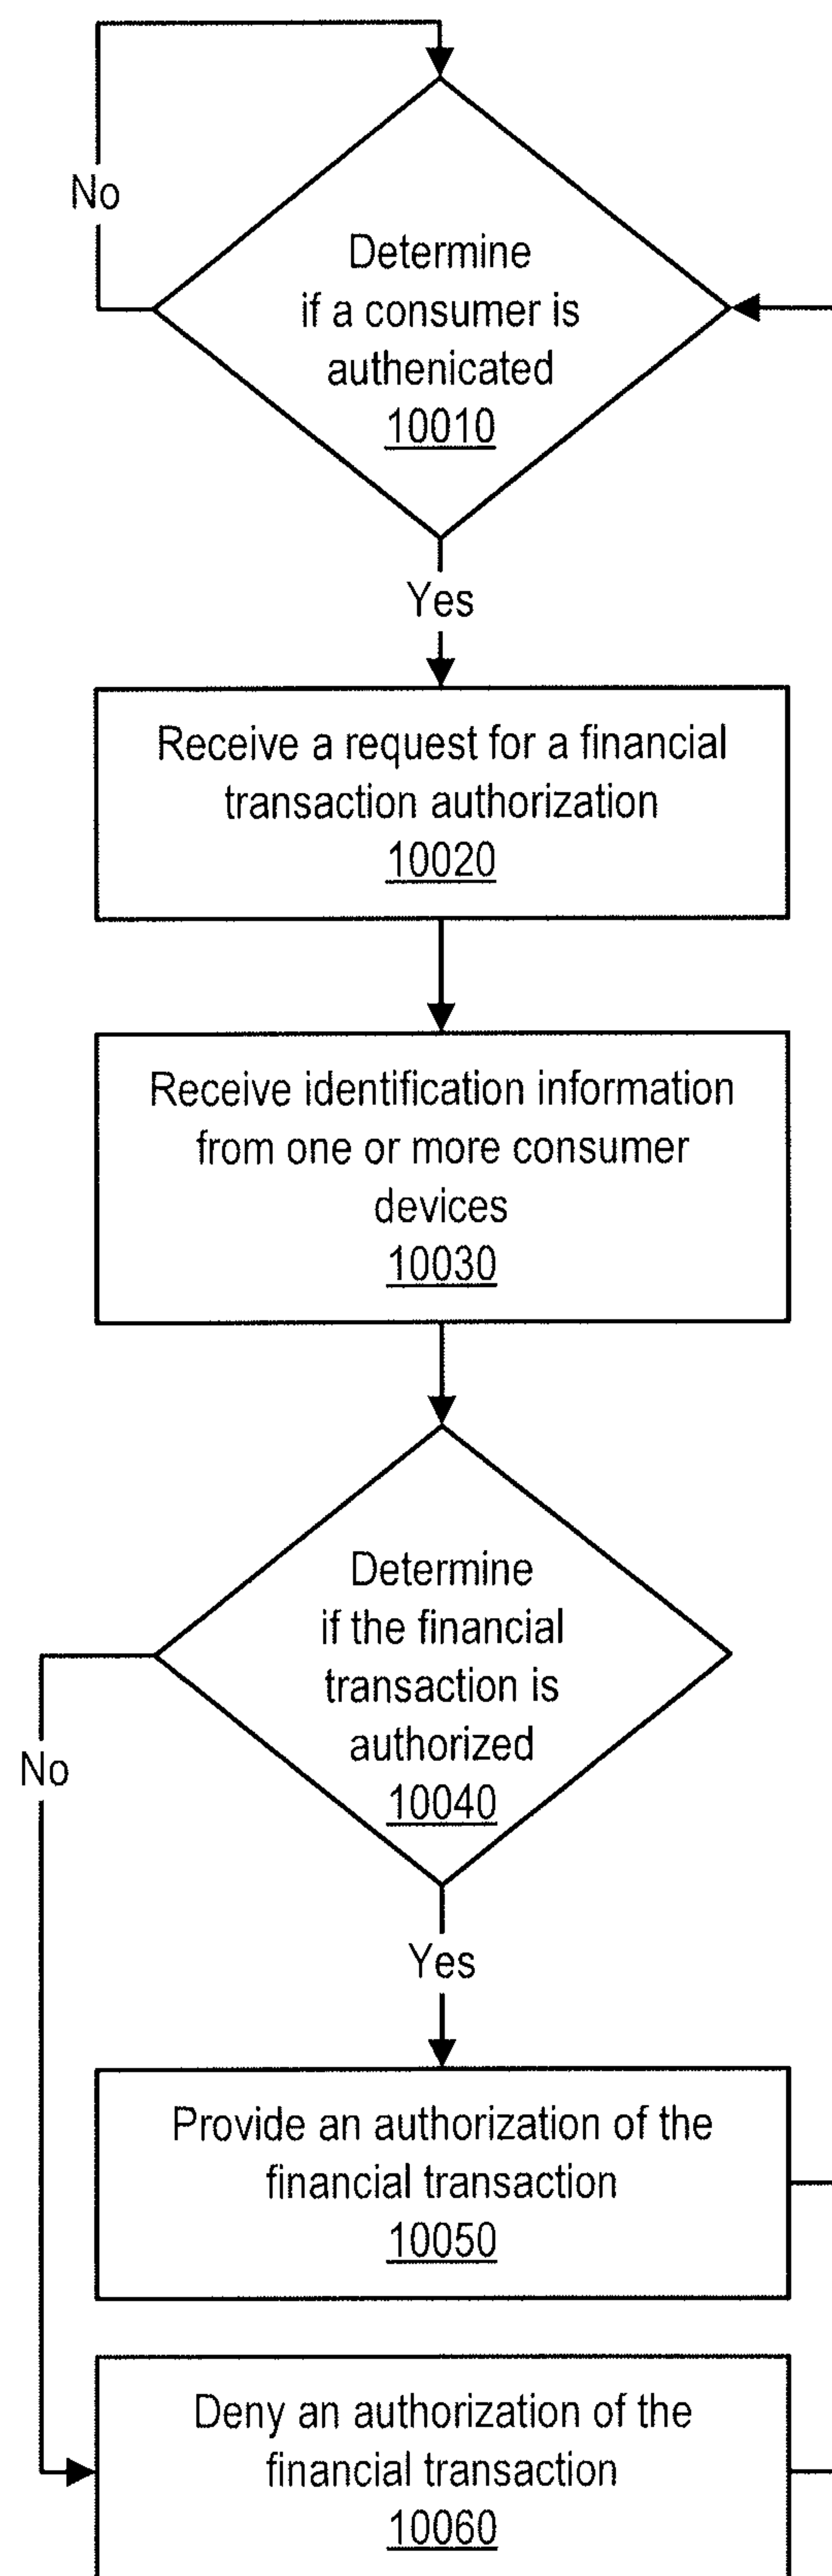 No
Determine
if a consumer is
authenicated
10010
Yes
Receive a request for a financial
transaction authorization
10020
Receive identification information
from one or more consumer
devices
10030
Determine
if the financial
transaction is
authorized
10040
No
Yes
Provide an authorization of the
financial transaction
10050
Deny an authorization of the
financial transaction
10060